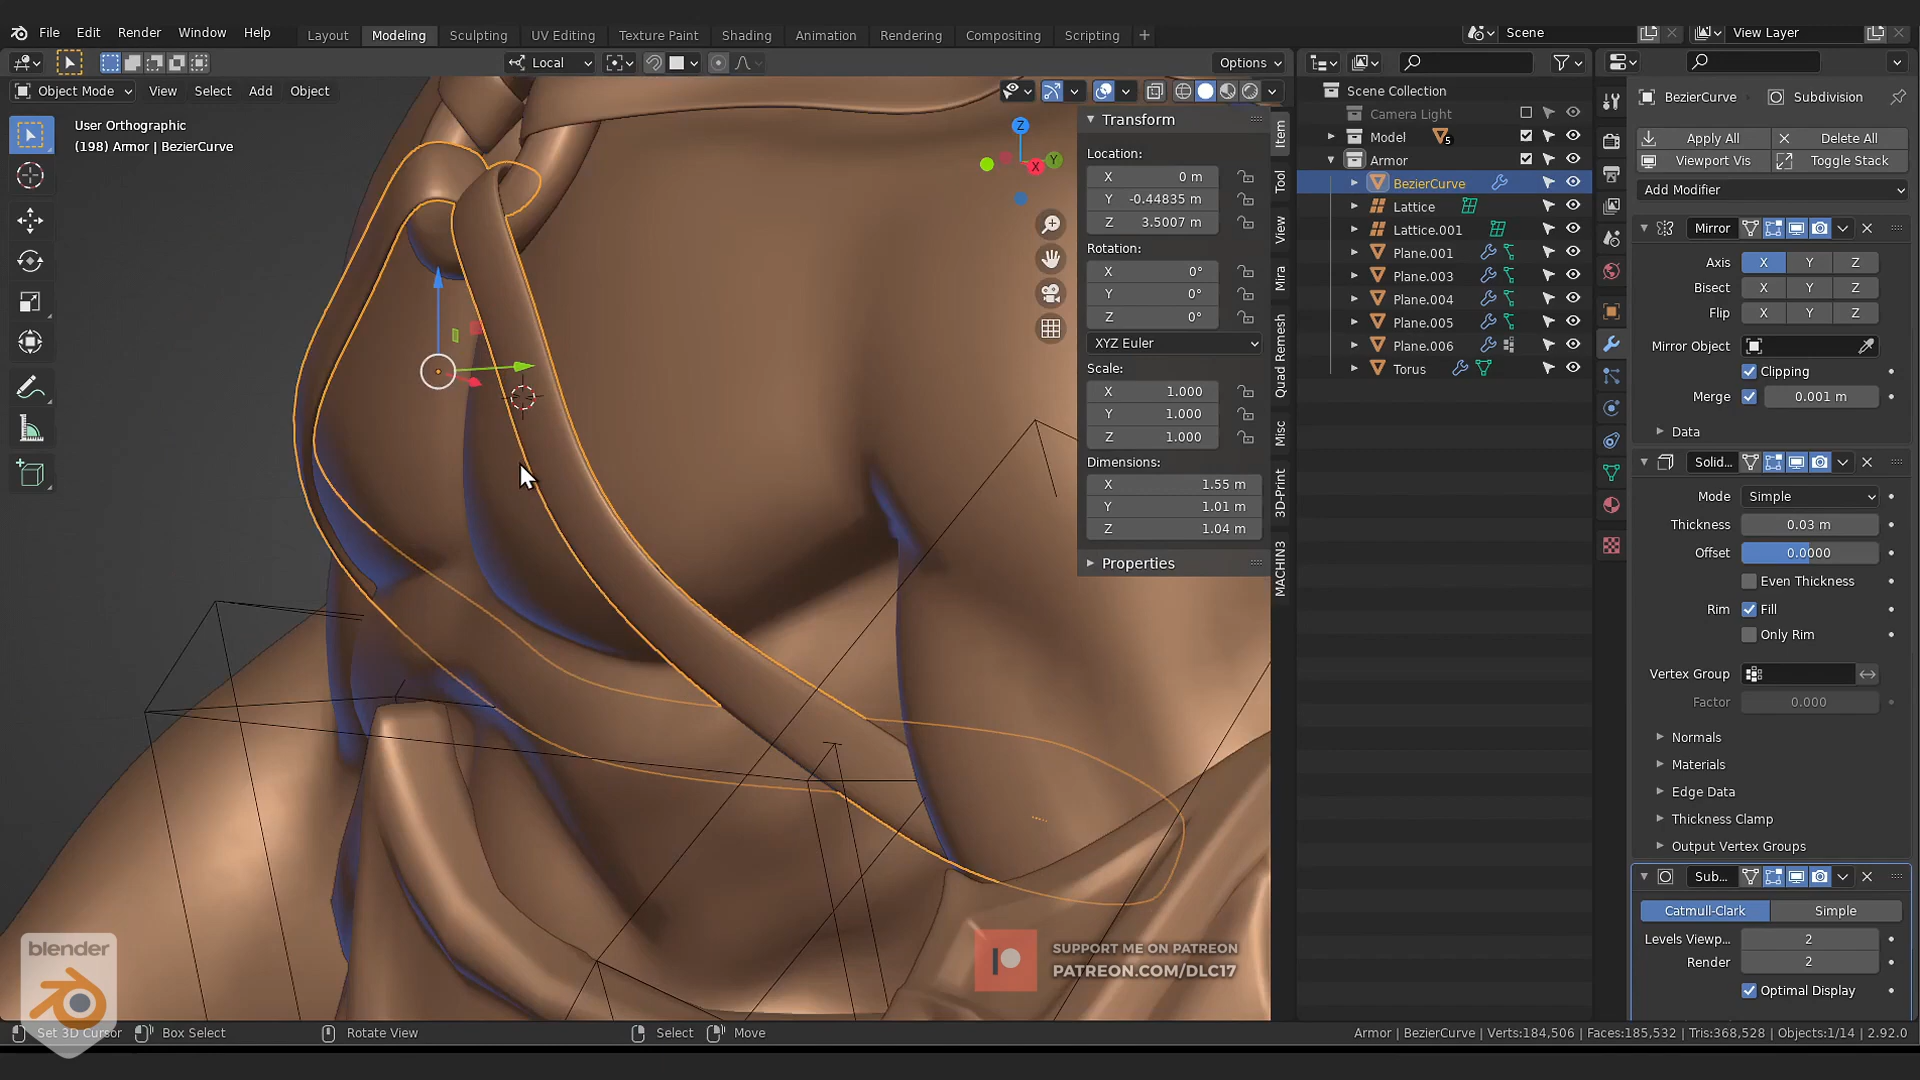 File Edit Render Window Help
Layout Modeling Sculpting UV Editing Texture Paint Shading Animation Rendering Compositing Scripting +
Scene
View Layer
Local
Options
Object Mode View Select Add Object
User Orthographic
(198) Armor | BezierCurve
Z
Y
X
Transform
Location:
X 0 m
Y -0.44835 m
Z 3.5007 m
Rotation:
X 0°
Y 0°
Z 0°
XYZ Euler
Scale:
X 1.000
Y 1.000
Z 1.000
Dimensions:
X 1.55 m
Y 1.01 m
Z 1.04 m
Properties
Item
Tool
View
Mira
Quad Remesh
Misc
3D-Print
MACHIN3
Scene Collection
Camera Light
Model 5
Armor
BezierCurve
Lattice
Lattice.001
Plane.001
Plane.003
Plane.004
Plane.005
Plane.006
Torus
BezierCurve Subdivision
Apply All Delete All
Viewport Vis Toggle Stack
Add Modifier
Mirror
Axis X Y Z
Bisect X Y Z
Flip X Y Z
Mirror Object
Clipping
Merge 0.001 m
Data
Solid...
Mode Simple
Thickness 0.03 m
Offset 0.0000
Even Thickness
Rim Fill
Only Rim
Vertex Group
Factor 0.000
Normals
Materials
Edge Data
Thickness Clamp
Output Vertex Groups
Sub...
Catmull-Clark Simple
Levels Viewp... 2
Render 2
Optimal Display
blender
SUPPORT ME ON PATREON
PATREON.COM/DLC17
Set 3D Cursor Box Select Rotate View Select Move
Armor | BezierCurve | Verts:184,506 | Faces:185,532 | Tris:368,528 | Objects:1/14 | 2.92.0